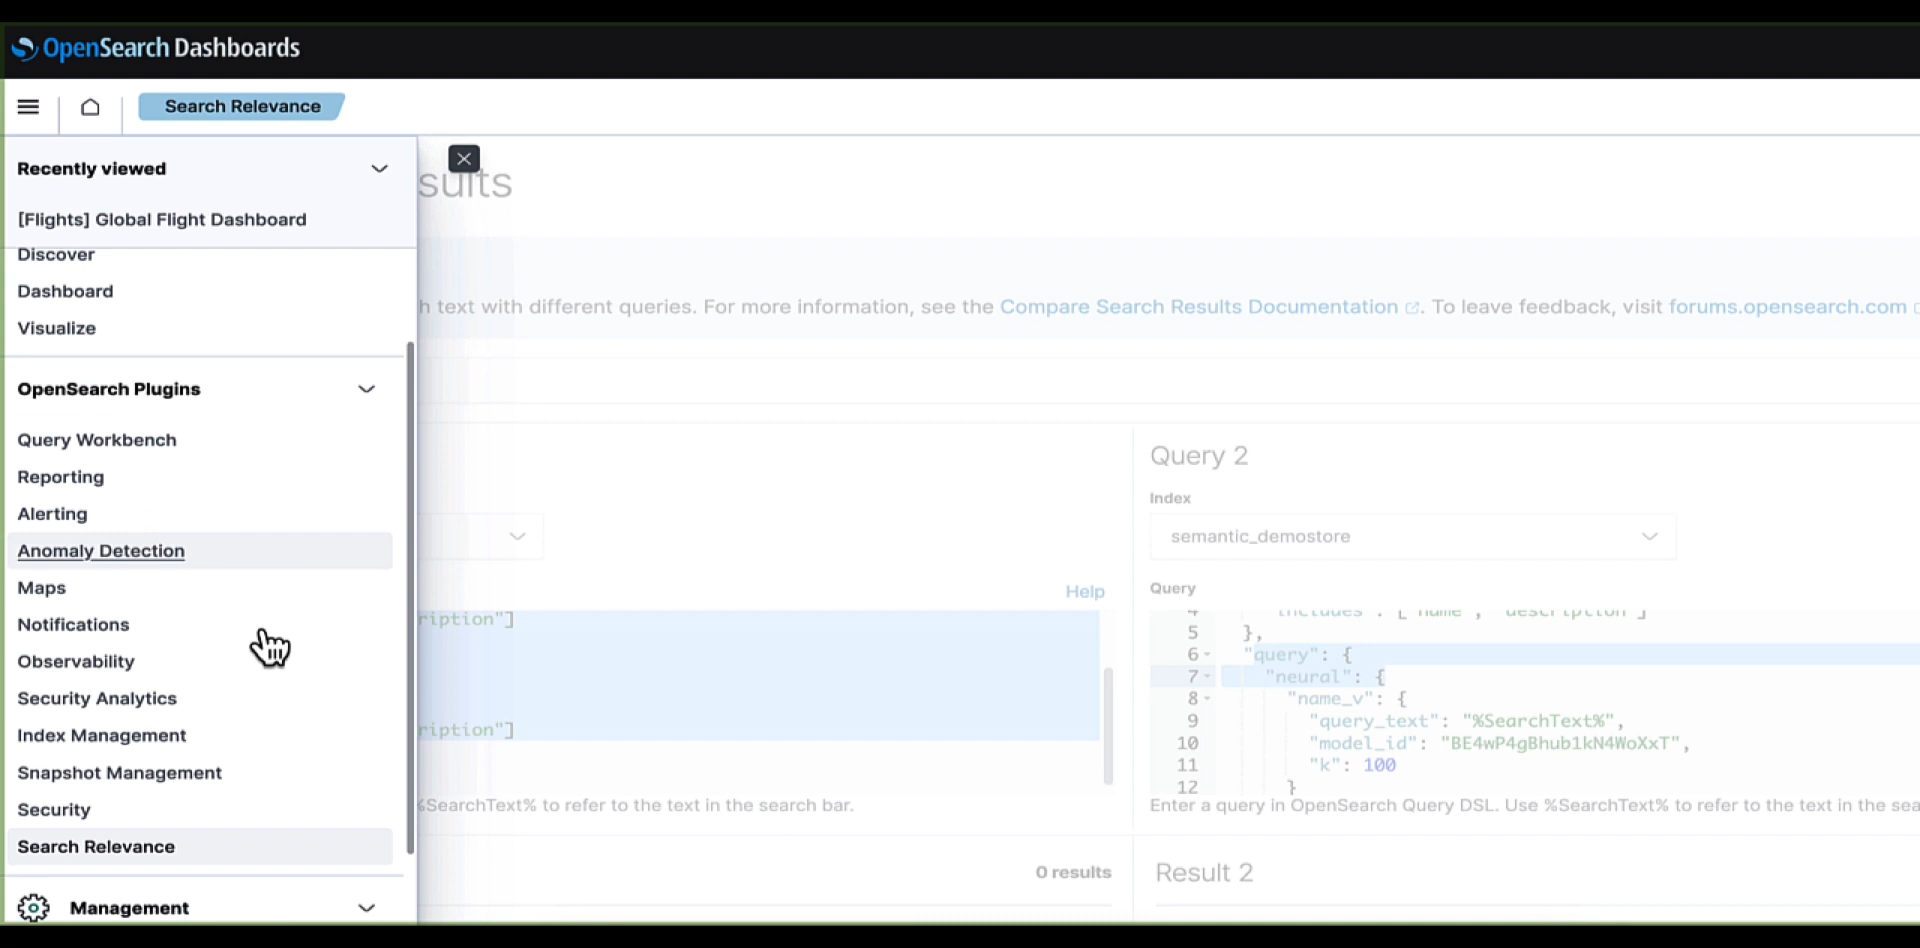 OpenSearch Dashboards
Search Relevance
Recently viewed
[Flights] Global Flight Dashboard
Discover
Dashboard
Visualize
OpenSearch Plugins
Query Workbench
Reporting
Alerting
Anomaly Detection
Maps
Notifications
Observability
Security Analytics
Index Management
Snapshot Management
Security
Search Relevance
Management
sults
h text with different queries. For more information, see the Compare Search Results Documentation. To leave feedback, visit forums.opensearch.com
Help
ription"]
ription"]
%SearchText% to refer to the text in the search bar.
0 results
Query 2
Index
semantic_demostore
Query
4 "includes": ["name", "description"]
5 },
6 "query": {
7 "neural": {
8 "name_v": {
9 "query_text": "%SearchText%",
10 "model_id": "BE4wP4gBhub1kN4WoXxT",
11 "k": 100
12 }
Enter a query in OpenSearch Query DSL. Use %SearchText% to refer to the text in the sea
Result 2